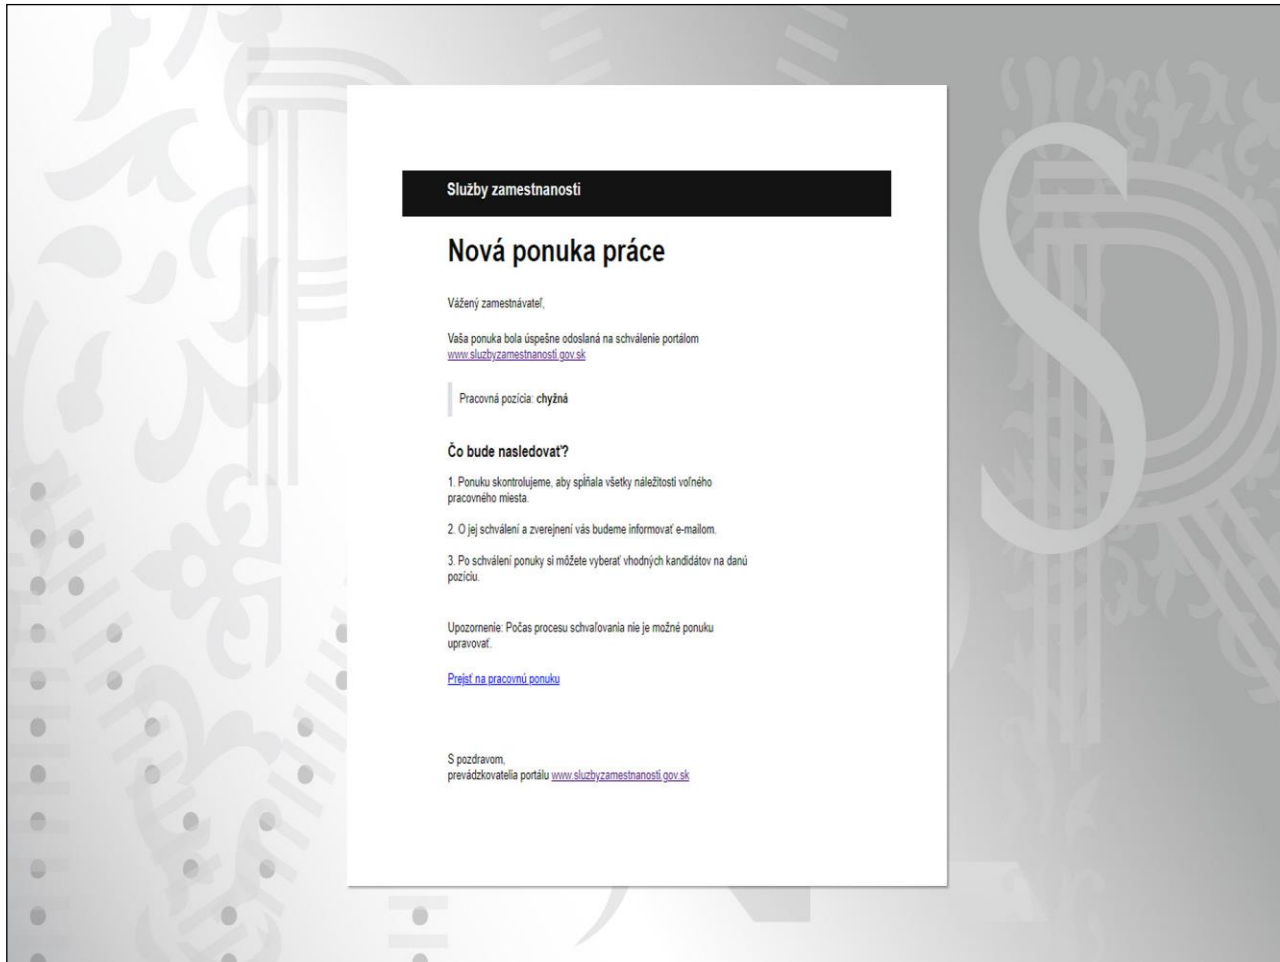 Služby zamestnanosti
Nová ponuka práce
Vážený zamestnávateľ,
Vaša ponuka bola úspešne odoslaná na schválenie portálom
www.sluzbyzamestnanosti.gov.sk
Pracovná pozícia: chyžná
Čo bude nasledovať?
1. Ponuku skontrolujeme, aby spĺňala všetky náležitosti voľného
pracovného miesta.
2. O jej schválení a zverejnení vás budeme informovať e-mailom.
3. Po schválení ponuky si môžete vyberať vhodných kandidátov na danú
pozíciu.
Upozornenie: Počas procesu schvaľovania nie je možné ponuku
upravovať.
Prejsť na pracovnú ponuku
S pozdravom,
prevádzkovatelia portálu www.sluzbyzamestnanosti.gov.sk